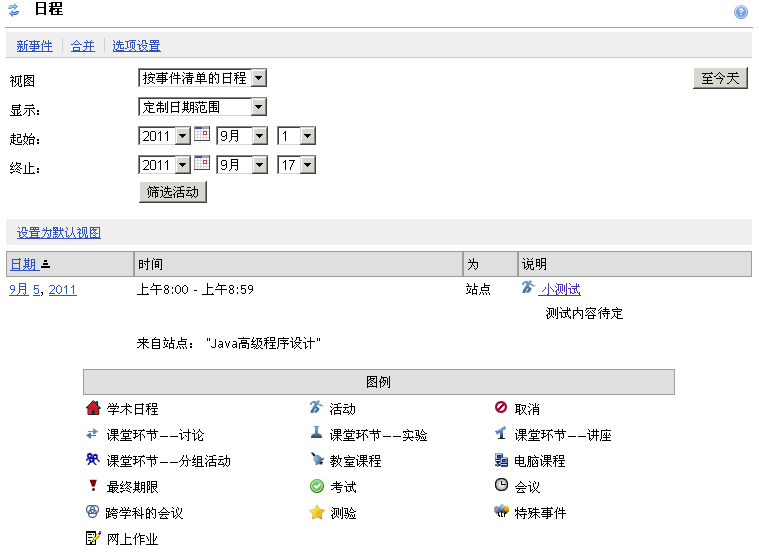 日程
新事件 合并 选项设置
视图 按事件清单的日程 至今天
显示: 定制日期范围
起始: 2011 9月 1
终止: 2011 9月 17
筛选活动
设置为默认视图
日期 时间 为 说明
9月 5, 2011 上午8:00 - 上午8:59 站点 小测试
测试内容待定
来自站点: "Java高级程序设计"
图例
学术日程 活动 取消
课堂环节--讨论 课堂环节--实验 课堂环节--讲座
课堂环节--分组活动 教室课程 电脑课程
最终期限 考试 会议
跨学科的会议 测验 特殊事件
网上作业